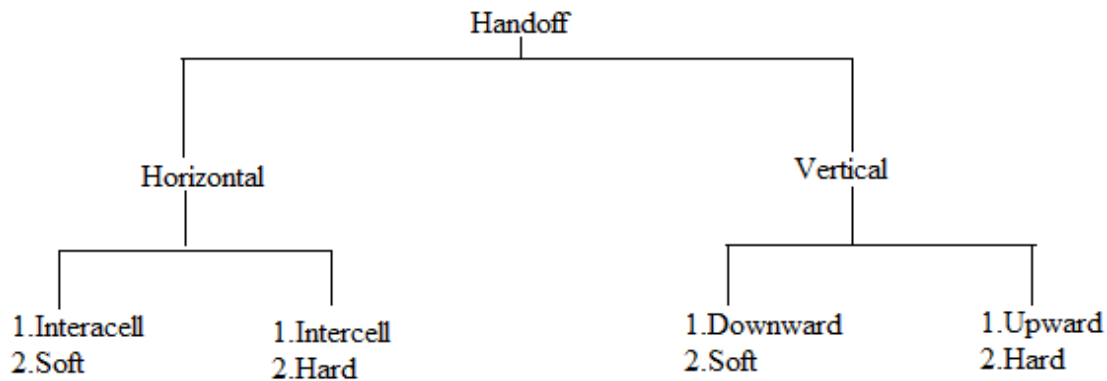 Handoff
Horizontal
Vertical
1.Interacell
2.Soft
1.Intercell
2.Hard
1.Downward
2.Soft
1.Upward
2.Hard